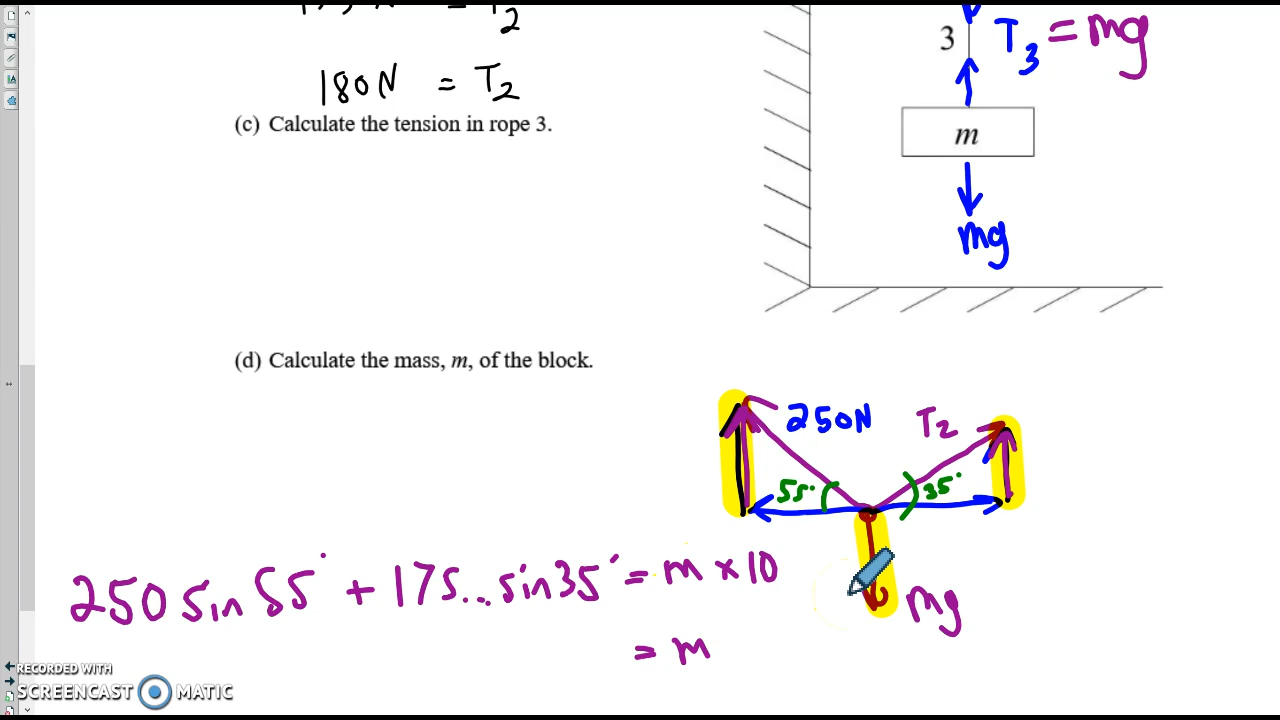 = T2
180N = T2
3 T3 = mg
(c) Calculate the tension in rope 3.
m
mg
(d) Calculate the mass, m, of the block.
250N T2
55° 35°
250 sin 55° + 175... sin 35° = m × 10
mg
= m
RECORDED WITH
SCREENCAST MATIC